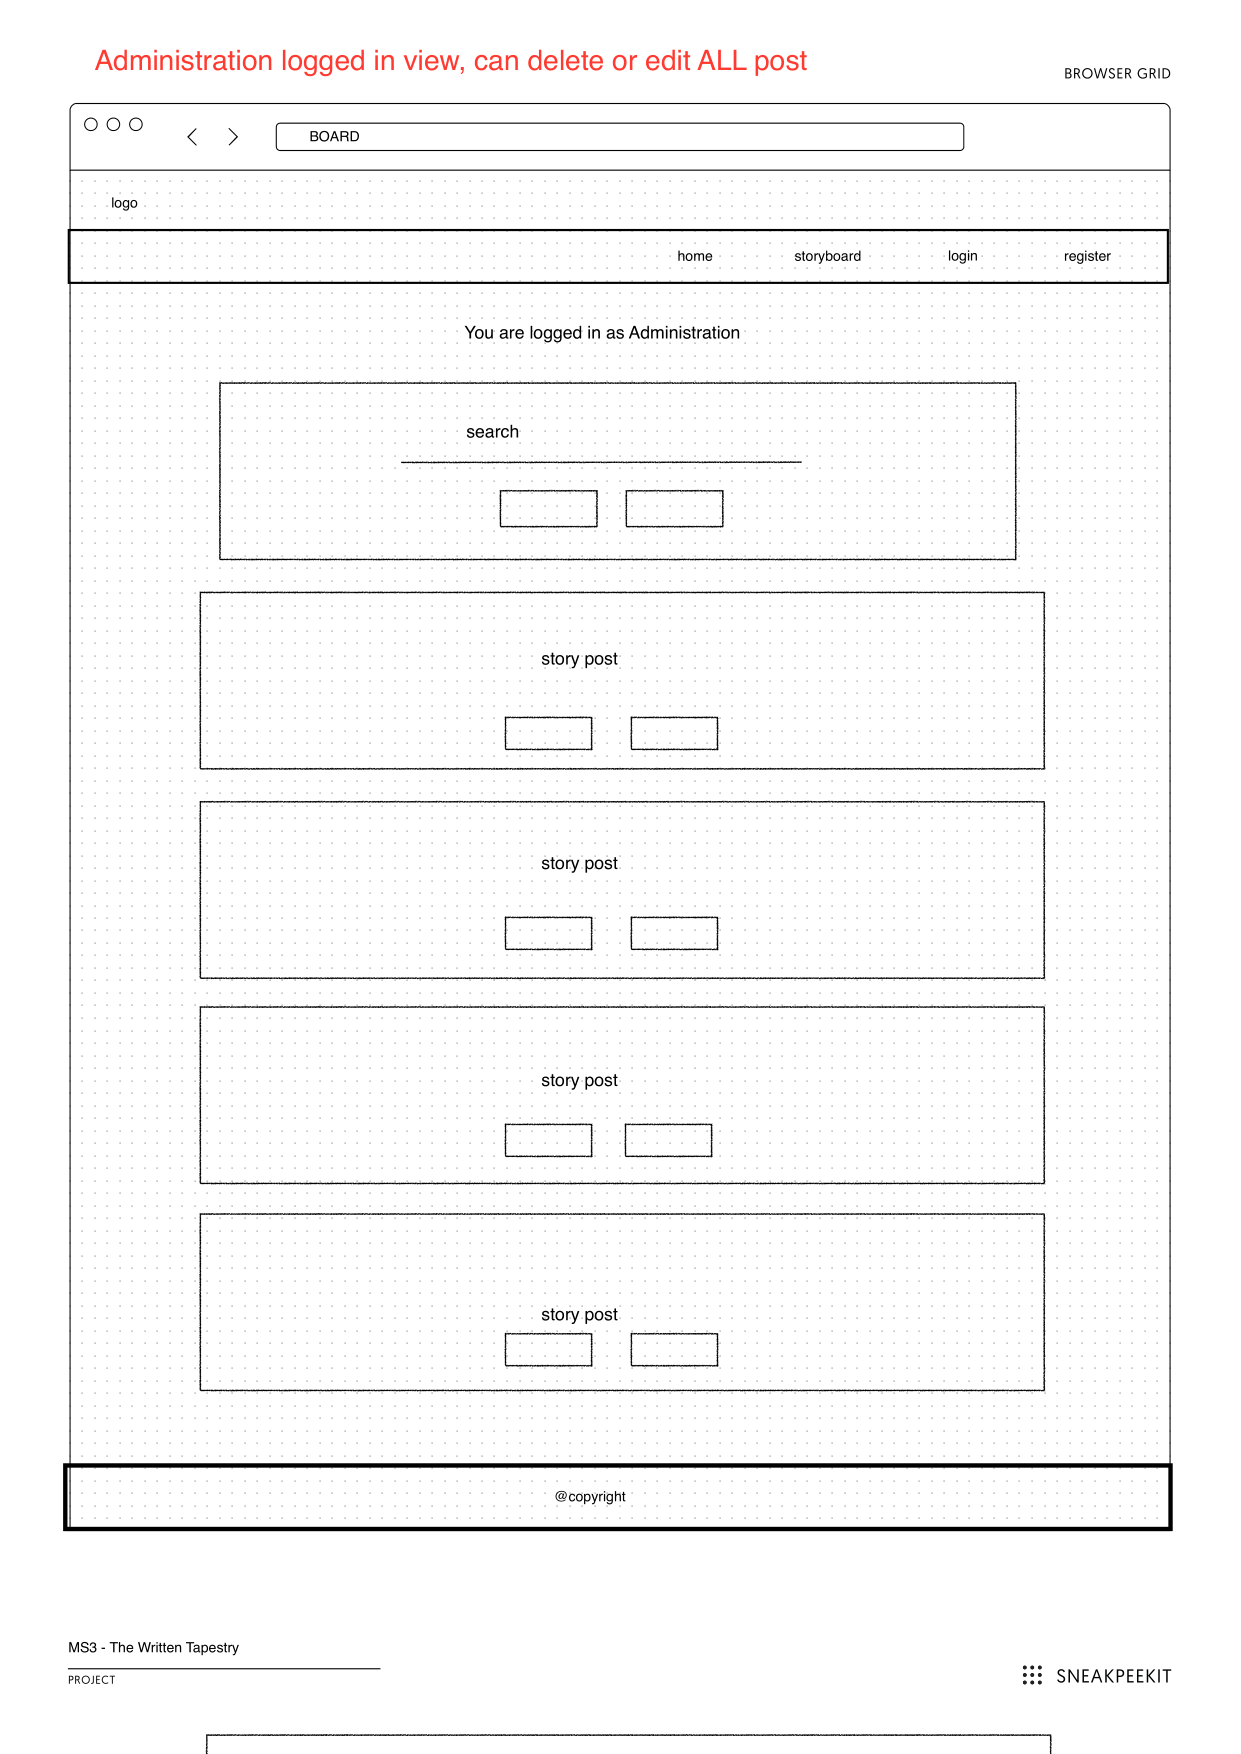 Administration logged in view, can delete or edit ALL post
BROWSER GRID
BOARD
logo
home storyboard login register
You are logged in as Administration
search
story post
story post
story post
story post
@copyright
MS3 - The Written Tapestry
PROJECT
SNEAKPEEKIT